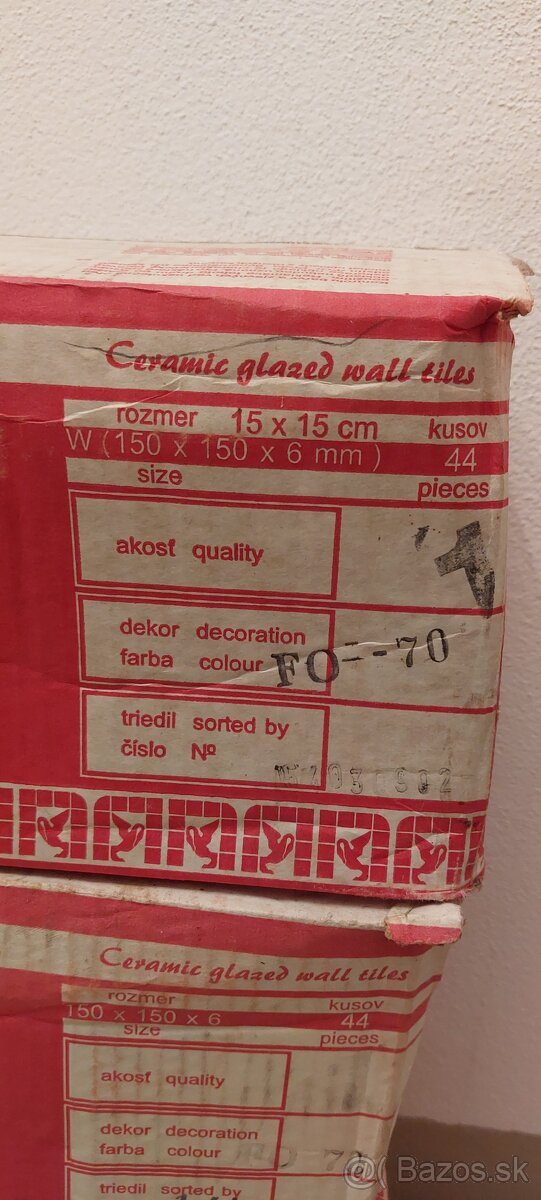 Ceramic glazed wall tiles
rozmer 15 x 15 cm kusov
W (150 x 150 x 6 mm) 44
size pieces
akosť quality
dekor decoration
farba colour FO--70
triedil sorted by
číslo Nº
Ceramic glazed wall tiles
rozmer kusov
150 x 150 x 6 44
size pieces
akosť quality
dekor decoration
farba colour
triedil sorted by
Bazos.sk